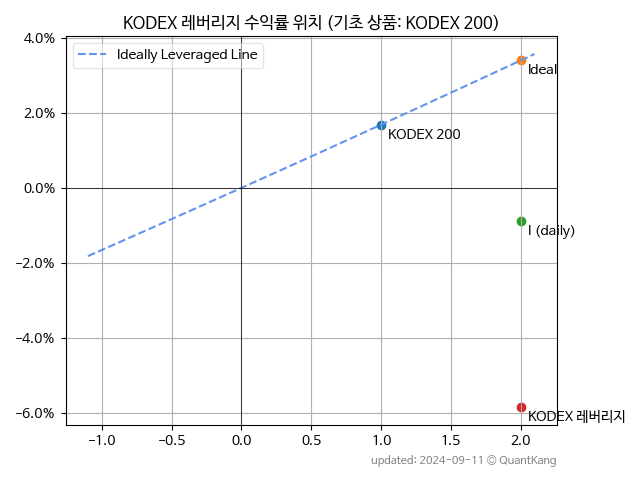 KODEX 레버리지 수익률 위치 (기초 상품: KODEX 200)
4.0%
Ideally Leveraged Line
Ideal
2.0%
KODEX 200
0.0%
I (daily)
−2.0%
−4.0%
−6.0%
KODEX 레버리지
−1.0 −0.5 0.0 0.5 1.0 1.5 2.0
updated: 2024-09-11 © QuantKang